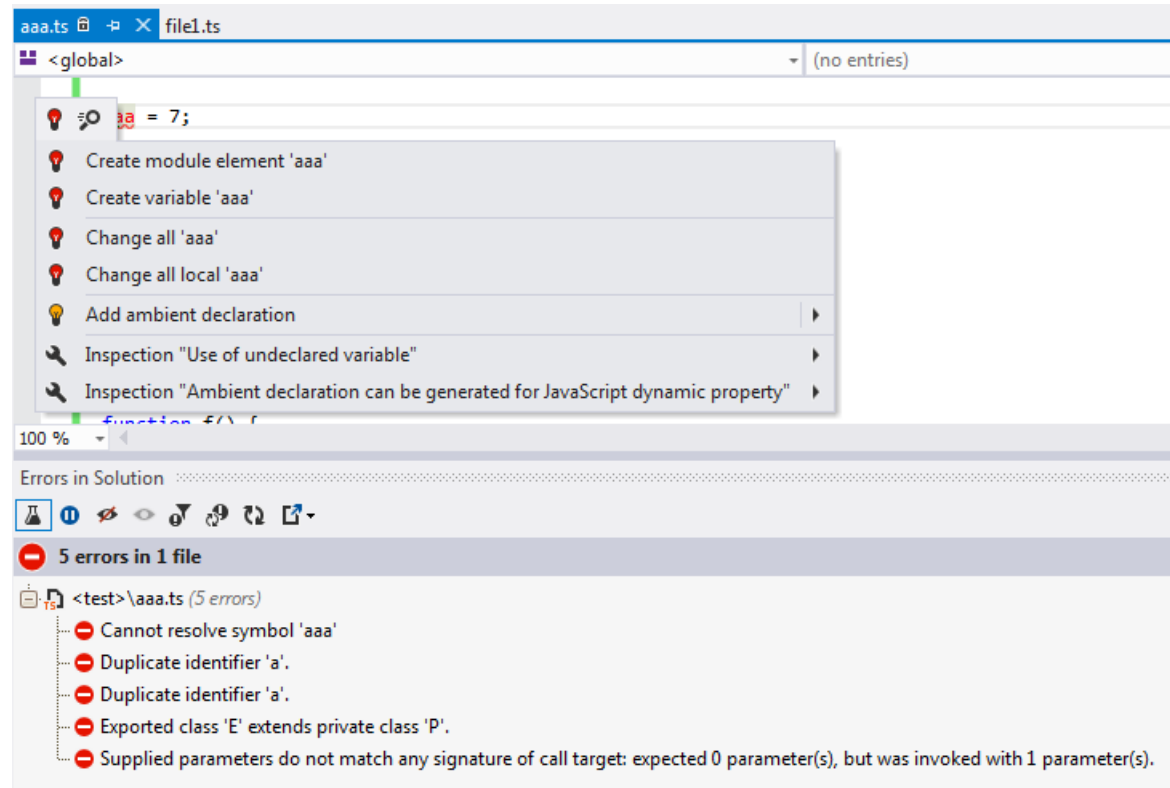 aaa.ts file1.ts
<global> (no entries)
aa = 7;
Create module element 'aaa'
Create variable 'aaa'
Change all 'aaa'
Change all local 'aaa'
Add ambient declaration
Inspection "Use of undeclared variable"
Inspection "Ambient declaration can be generated for JavaScript dynamic property"
function f() {
100 %
Errors in Solution
5 errors in 1 file
TS <test>\aaa.ts (5 errors)
Cannot resolve symbol 'aaa'
Duplicate identifier 'a'.
Duplicate identifier 'a'.
Exported class 'E' extends private class 'P'.
Supplied parameters do not match any signature of call target: expected 0 parameter(s), but was invoked with 1 parameter(s).